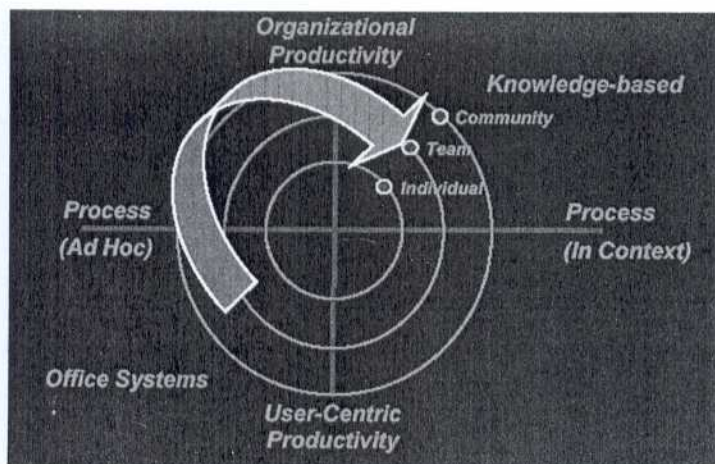 Organizational
Productivity
Knowledge-based
Community
Team
Individual
Process
(Ad Hoc)
Process
(In Context)
Office Systems
User-Centric
Productivity